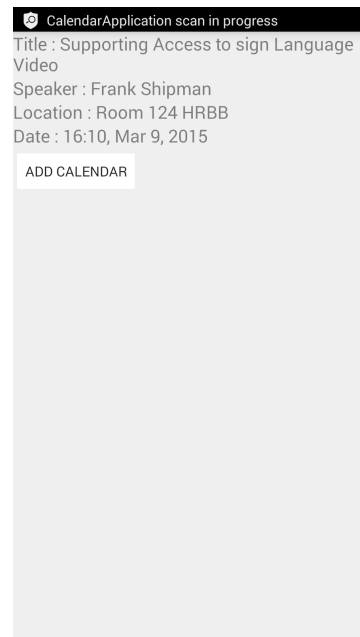 CalendarApplication scan in progress
Title : Supporting Access to sign Language
Video
Speaker : Frank Shipman
Location : Room 124 HRBB
Date : 16:10, Mar 9, 2015
ADD CALENDAR